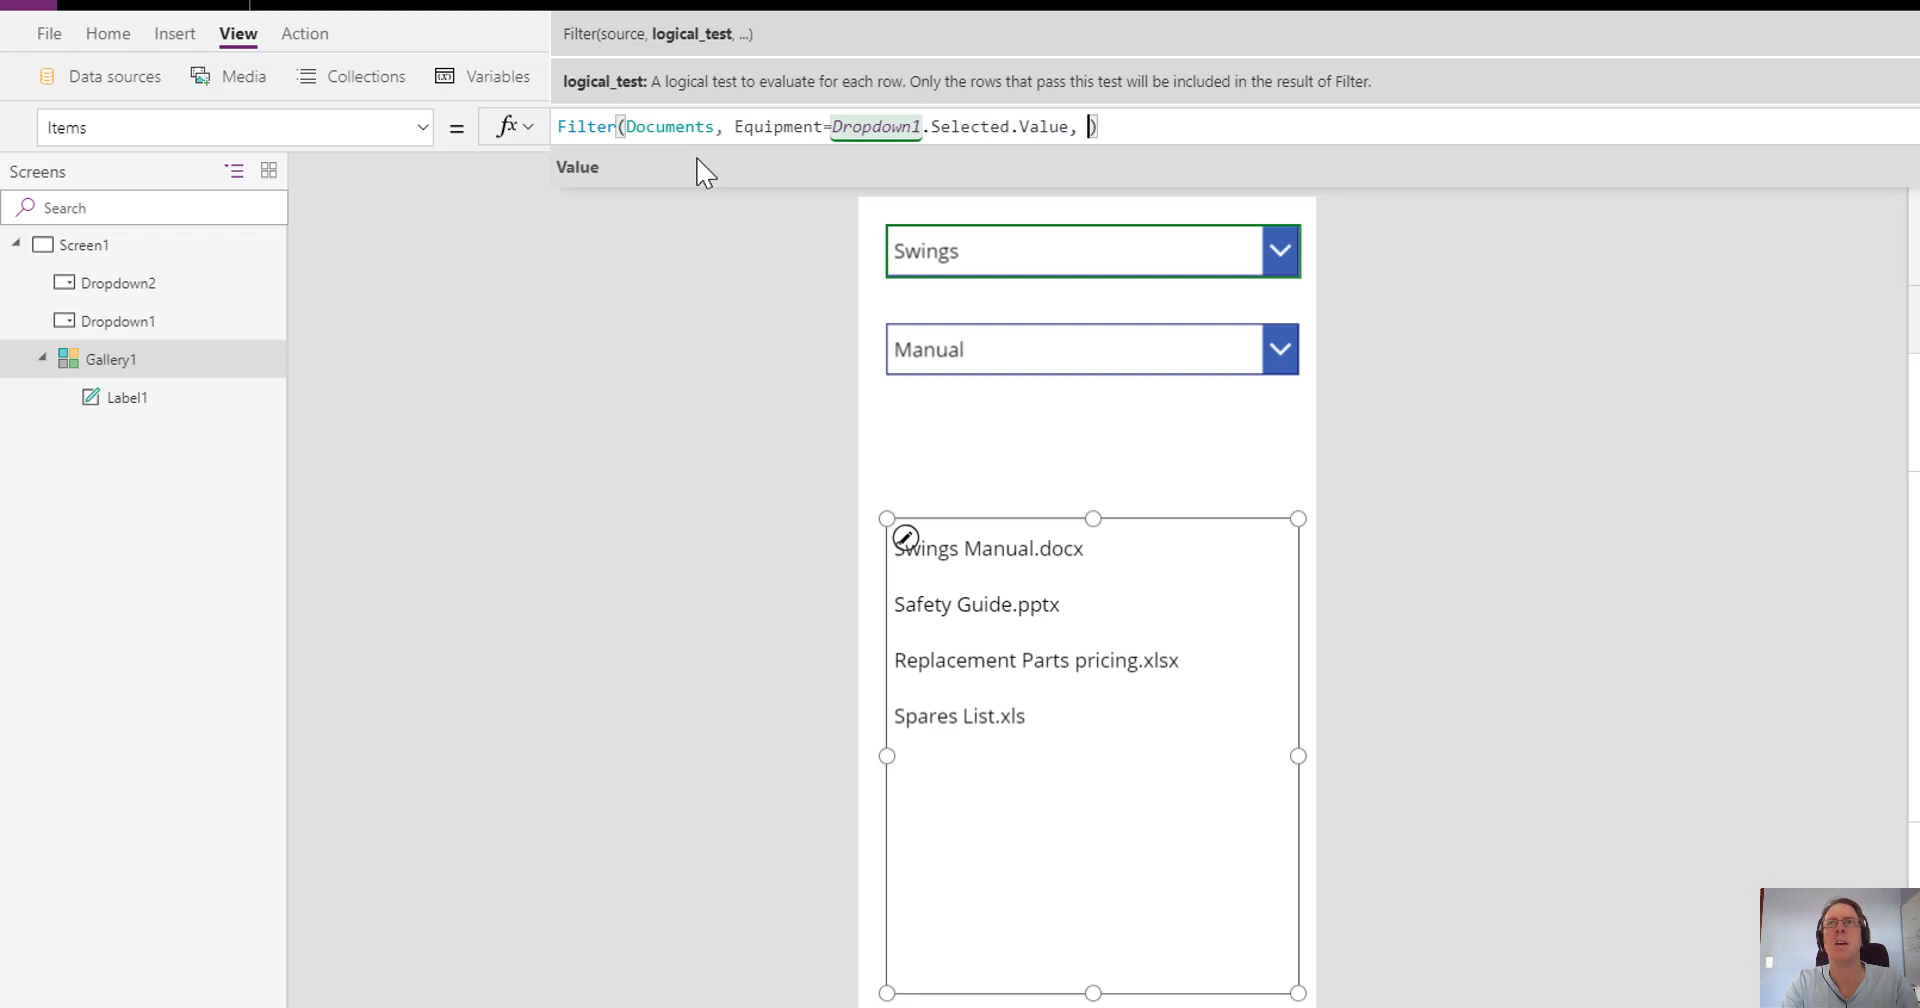 File Home Insert View Action
Filter(source, logical_test, ...)
Data sources Media Collections Variables
logical_test: A logical test to evaluate for each row. Only the rows that pass this test will be included in the result of Filter.
Items = fx Filter(Documents, Equipment=Dropdown1.Selected.Value, )
Value
Screens
Search
Screen1
Dropdown2
Dropdown1
Gallery1
Label1
Swings
Manual
Swings Manual.docx
Safety Guide.pptx
Replacement Parts pricing.xlsx
Spares List.xls